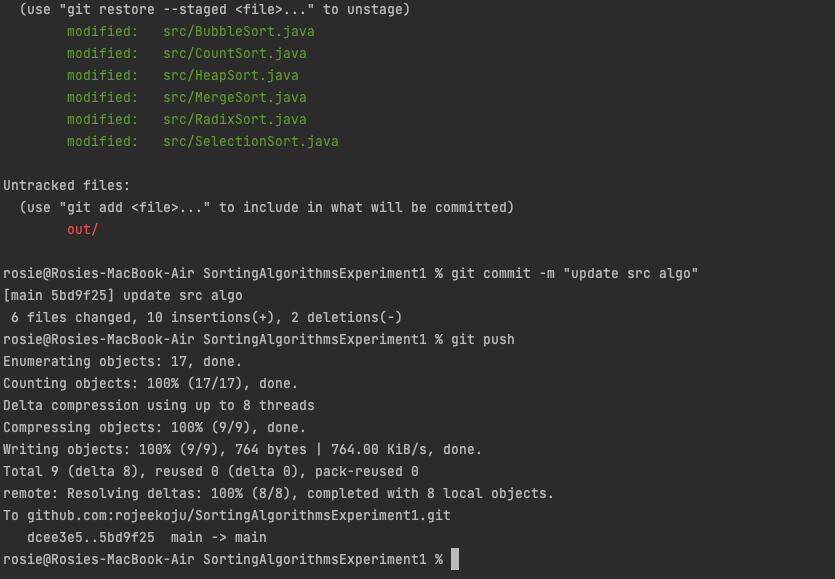 (use "git restore --staged <file>..." to unstage)
modified:   src/BubbleSort.java
modified:   src/CountSort.java
modified:   src/HeapSort.java
modified:   src/MergeSort.java
modified:   src/RadixSort.java
modified:   src/SelectionSort.java
Untracked files:
(use "git add <file>..." to include in what will be committed)
out/
rosie@Rosies-MacBook-Air SortingAlgorithmsExperiment1 % git commit -m "update src algo"
[main 5bd9f25] update src algo
6 files changed, 10 insertions(+), 2 deletions(-)
rosie@Rosies-MacBook-Air SortingAlgorithmsExperiment1 % git push
Enumerating objects: 17, done.
Counting objects: 100% (17/17), done.
Delta compression using up to 8 threads
Compressing objects: 100% (9/9), done.
Writing objects: 100% (9/9), 764 bytes | 764.00 KiB/s, done.
Total 9 (delta 8), reused 0 (delta 0), pack-reused 0
remote: Resolving deltas: 100% (8/8), completed with 8 local objects.
To github.com:rojeekoju/SortingAlgorithmsExperiment1.git
dcee3e5..5bd9f25  main -> main
rosie@Rosies-MacBook-Air SortingAlgorithmsExperiment1 %